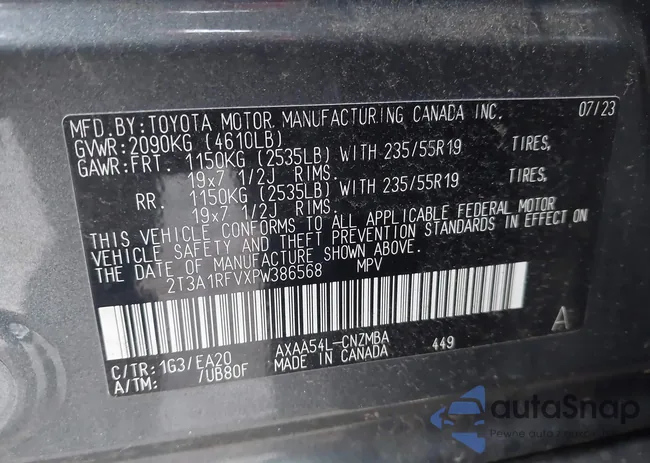 MFD.BY:TOYOTA MOTOR MANUFACTURING CANADA INC. 07/23
GVWR:2090KG (4610LB)
GAWR:FRT. 1150KG (2535LB) WITH 235/55R19 TIRES,
19x7 1/2J RIMS.
RR. 1150KG (2535LB) WITH 235/55R19 TIRES,
19x7 1/2J RIMS.
THIS VEHICLE CONFORMS TO ALL APPLICABLE FEDERAL MOTOR
VEHICLE SAFETY AND THEFT PREVENTION STANDARDS IN EFFECT ON
THE DATE OF MANUFACTURE SHOWN ABOVE.
2T3A1RFVXPW386568 MPV
A
C/TR:1G3/EA20 AXAA54L-CNZMBA 449
A/TM: /UB80F MADE IN CANADA
autoSnap
Pewne auto z